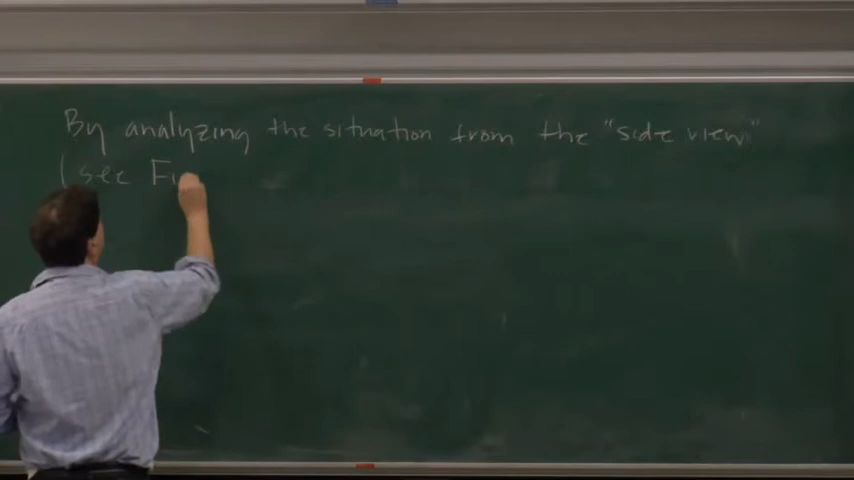 By analyzing the situation from the "side view"
(see Fi